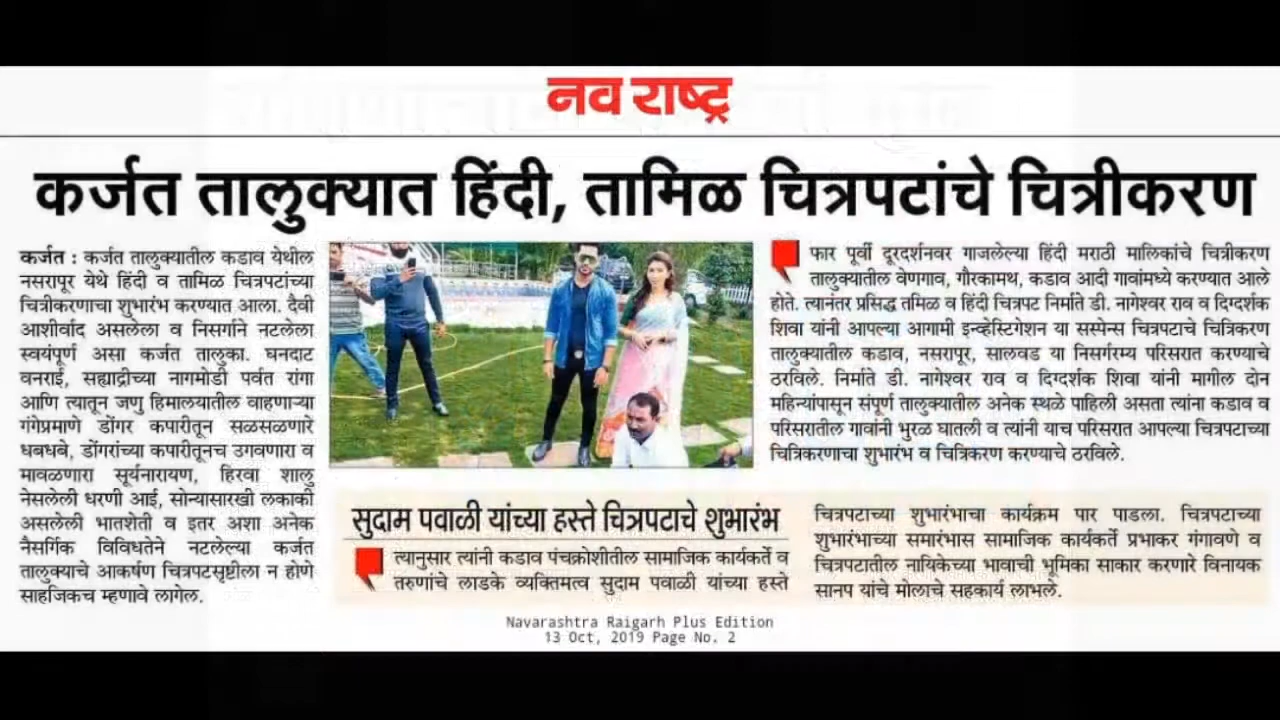 नव राष्ट्र
कर्जत तालुक्यात हिंदी, तामिळ चित्रपटांचे चित्रीकरण
कर्जत : कर्जत तालुक्यातील कडाव येथील
नसरापूर येथे हिंदी व तामिळ चित्रपटांच्या
चित्रीकरणाचा शुभारंभ करण्यात आला. दैवी
आशीर्वाद असलेला व निसर्गाने नटलेला
स्वयंपूर्ण असा कर्जत तालुका. घनदाट
वनराई, सह्याद्रीच्या नागमोडी पर्वत रांगा
आणि त्यातून जणु हिमालयातील वाहणाऱ्या
गंगेप्रमाणे डोंगर कपारीतून सळसळणारे
धबधबे, डोंगरांच्या कपारीतूनच उगवणारा व
मावळणारा सूर्यनारायण, हिरवा शालु
नेसलेली धरणी आई, सोन्यासारखी लकाकी
असलेली भातशेती व इतर अशा अनेक
नैसर्गिक विविधतेने नटलेल्या कर्जत
तालुक्याचे आकर्षण चित्रपटसृष्टीला न होणे
साहजिकच म्हणावे लागेल.
फार पूर्वी दूरदर्शनवर गाजलेल्या हिंदी मराठी मालिकांचे चित्रीकरण
तालुक्यातील वेणगाव, गौरकामथ, कडाव आदी गावांमध्ये करण्यात आले
होते. त्यानंतर प्रसिद्ध तमिळ व हिंदी चित्रपट निर्माते डी. नागेश्वर राव व दिग्दर्शक
शिवा यांनी आपल्या आगामी इन्व्हेस्टिगेशन या सस्पेन्स चित्रपटाचे चित्रिकरण
तालुक्यातील कडाव, नसरापूर, सालवड या निसर्गरम्य परिसरात करण्याचे
ठरविले. निर्माते डी. नागेश्वर राव व दिग्दर्शक शिवा यांनी मागील दोन
महिन्यांपासून संपूर्ण तालुक्यातील अनेक स्थळे पाहिली असता त्यांना कडाव व
परिसरातील गावांनी भुरळ घातली व त्यांनी याच परिसरात आपल्या चित्रपटाच्या
चित्रिकरणाचा शुभारंभ व चित्रिकरण करण्याचे ठरविले.
सुदाम पवाळी यांच्या हस्ते चित्रपटाचे शुभारंभ
त्यानुसार त्यांनी कडाव पंचक्रोशीतील सामाजिक कार्यकर्ते व
तरुणांचे लाडके व्यक्तिमत्व सुदाम पवाळी यांच्या हस्ते
चित्रपटाच्या शुभारंभाचा कार्यक्रम पार पाडला. चित्रपटाच्या
शुभारंभाच्या समारंभास सामाजिक कार्यकर्ते प्रभाकर गंगावणे व
चित्रपटातील नायिकेच्या भावाची भूमिका साकार करणारे विनायक
सानप यांचे मोलाचे सहकार्य लाभले.
Navarashtra Raigarh Plus Edition
13 Oct, 2019 Page No. 2